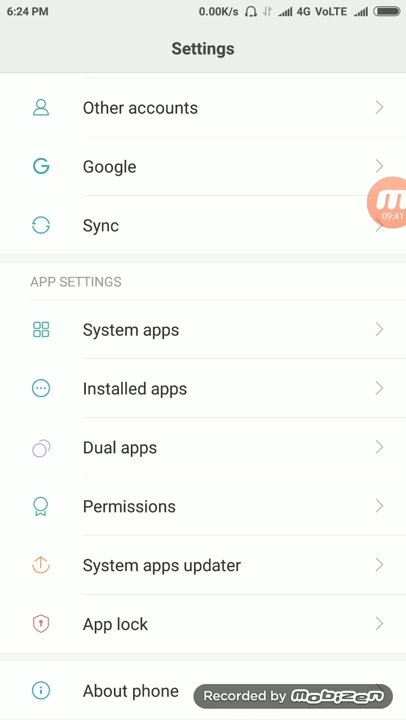 6:24 PM 0.00K/s 4G VoLTE
Settings
Other accounts
Google
m
09:41
Sync
APP SETTINGS
System apps
Installed apps
Dual apps
Permissions
System apps updater
App lock
About phone
Recorded by mobizen